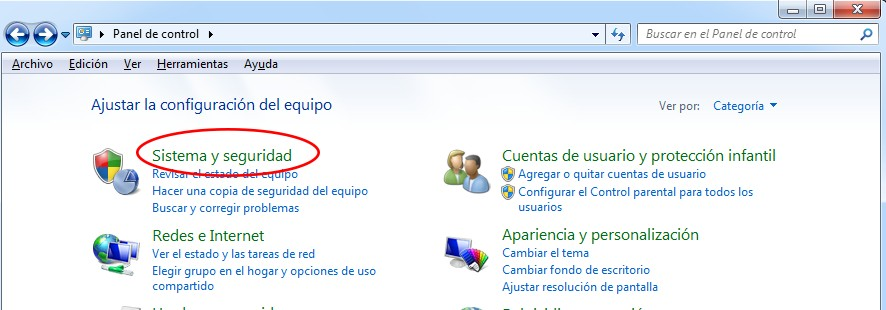 Panel de control
Buscar en el Panel de control
Archivo Edición Ver Herramientas Ayuda
Ajustar la configuración del equipo
Ver por: Categoría
Sistema y seguridad
Revisar el estado del equipo
Hacer una copia de seguridad del equipo
Buscar y corregir problemas
Redes e Internet
Ver el estado y las tareas de red
Elegir grupo en el hogar y opciones de uso
compartido
Cuentas de usuario y protección infantil
Agregar o quitar cuentas de usuario
Configurar el Control parental para todos los
usuarios
Apariencia y personalización
Cambiar el tema
Cambiar fondo de escritorio
Ajustar resolución de pantalla